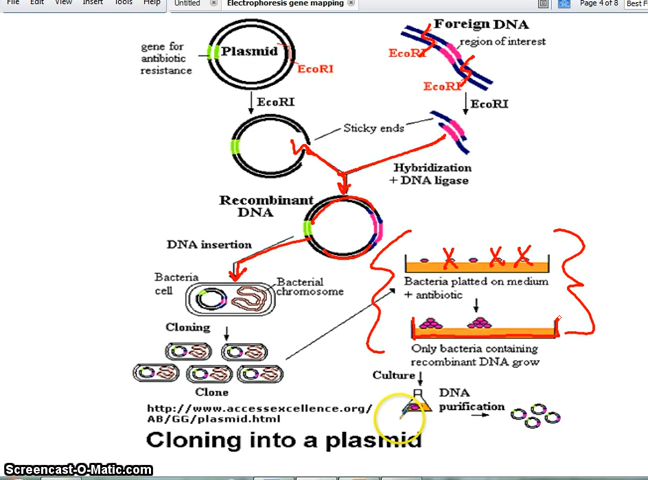 File Edit View Insert Tools Help
Untitled
Electrophoresis gene mapping
Page 4 of 8
Best F
gene for
antibiotic
resistance
Plasmid
EcoRI
Foreign DNA
region of interest
EcoRI
EcoRI
EcoRI
EcoRI
Sticky ends
Hybridization
+ DNA ligase
Recombinant
DNA
DNA insertion
Bacteria
cell
Bacterial
chromosome
Bacteria platted on medium
+ antibiotic
Cloning
Only bacteria containing
recombinant DNA grow
Clone
Culture
DNA
purification
http://www.accessexcellence.org/
AB/GG/plasmid.html
Cloning into a plasmid
Screencast-O-Matic.com